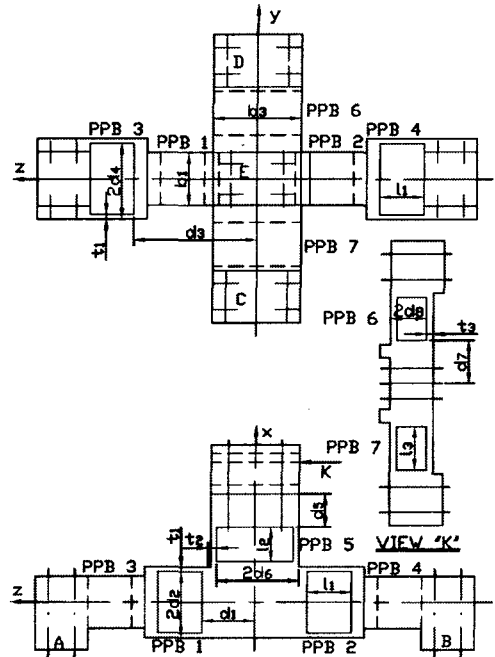 y
D
PPB 6
b3
PPB 3
PPB 1
PPB 2
PPB 4
z
2d4
b1
E
l1
t1
d3
PPB 7
C
PPB 6
2d8
t3
d7
PPB 7
l3
x
K
d5
t1
t2
l2
PPB 5
VIEW "K"
2d6
PPB 3
PPB 4
z
2d2
d1
l1
A
B
PPB 1
PPB 2